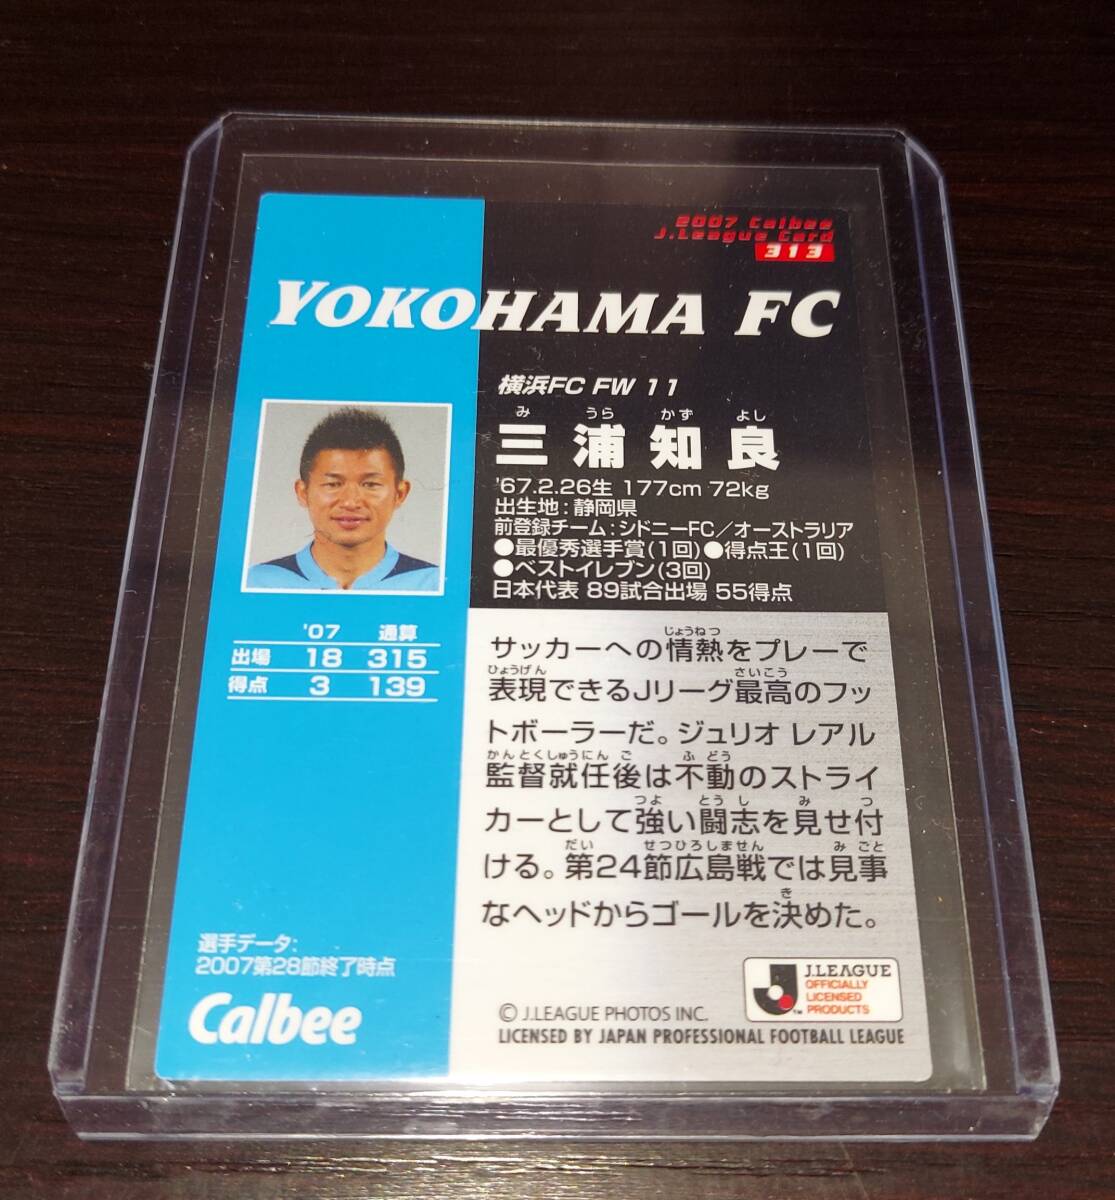 2007 Calbee
J.League Card
313
YOKOHAMA FC
横浜FC FW 11
み うら かず よし
三浦知良
'67.2.26生 177cm 72kg
出生地:静岡県
前登録チーム:シドニーFC/オーストラリア
●最優秀選手賞(1回)●得点王(1回)
●ベストイレブン(3回)
日本代表 89試合出場 55得点
'07 通算
出場 18 315
得点 3 139
じょうねつ
サッカーへの情熱をプレーで
ひょうげん さいこう
表現できるJリーグ最高のフッ
トボーラーだ。ジュリオ レアル
かんとくしゅうにん ご ふ どう
監督就任後は不動のストライ
つよ とう し み つ
カーとして強い闘志を見せ付
だい せつひろしません み ごと
ける。第24節広島戦では見事
き
なヘッドからゴールを決めた。
選手データ:
2007第28節終了時点
Calbee
J.LEAGUE
OFFICIALLY
LICENSED
PRODUCTS
TM
© J.LEAGUE PHOTOS INC.
LICENSED BY JAPAN PROFESSIONAL FOOTBALL LEAGUE